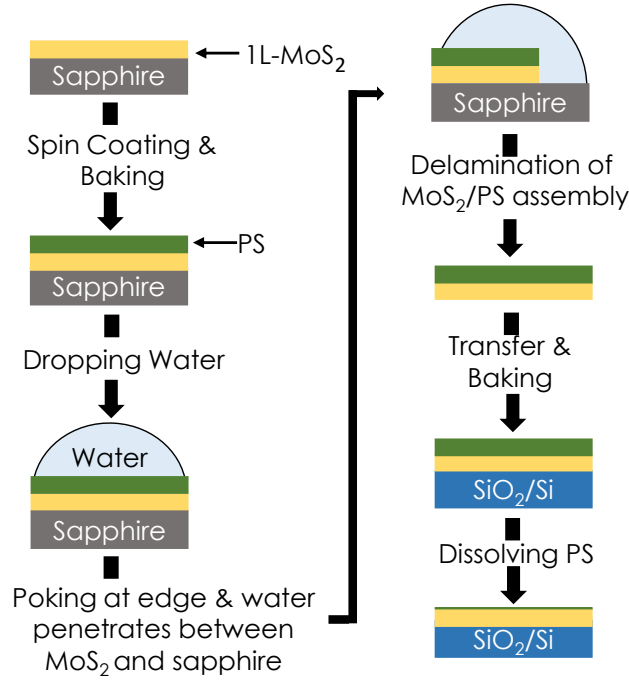 1L-MoS₂
Sapphire
Spin Coating &
Baking
PS
Sapphire
Dropping Water
Water
Sapphire
Poking at edge & water
penetrates between
MoS₂ and sapphire
Sapphire
Delamination of
MoS₂/PS assembly
Transfer &
Baking
SiO₂/Si
Dissolving PS
SiO₂/Si